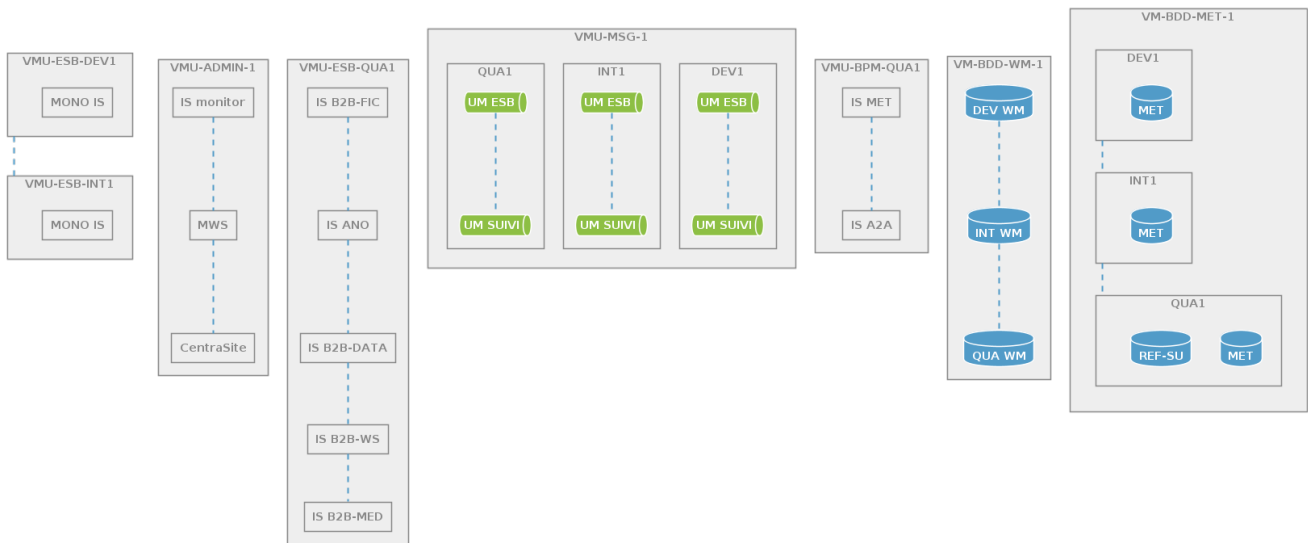 VMU-ESB-DEV1
MONO IS
VMU-ESB-INT1
MONO IS
VMU-ADMIN-1
IS monitor
MWS
CentraSite
VMU-ESB-QUA1
IS B2B-FIC
IS ANO
IS B2B-DATA
IS B2B-WS
IS B2B-MED
VMU-MSG-1
QUA1
UM ESB
UM SUIVI
INT1
UM ESB
UM SUIVI
DEV1
UM ESB
UM SUIVI
VMU-BPM-QUA1
IS MET
IS A2A
VM-BDD-WM-1
DEV WM
INT WM
QUA WM
VM-BDD-MET-1
DEV1
MET
INT1
MET
QUA1
REF-SU
MET